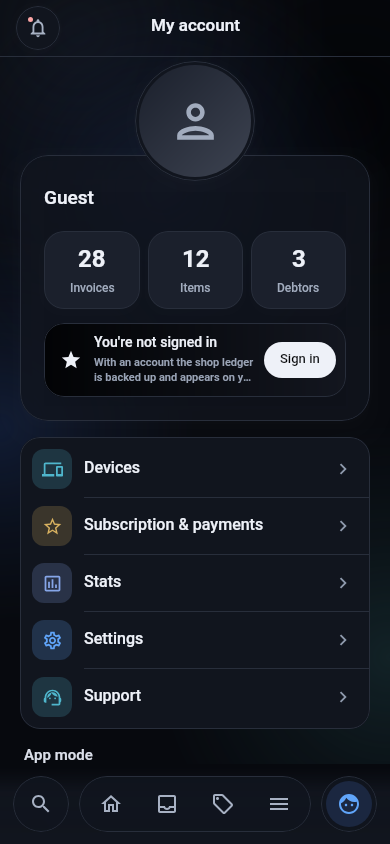 My account
Guest
28
Invoices
12
Items
3
Debtors
You're not signed in
With an account the shop ledger
is backed up and appears on y...
Sign in
Devices
Subscription & payments
Stats
Settings
Support
App mode